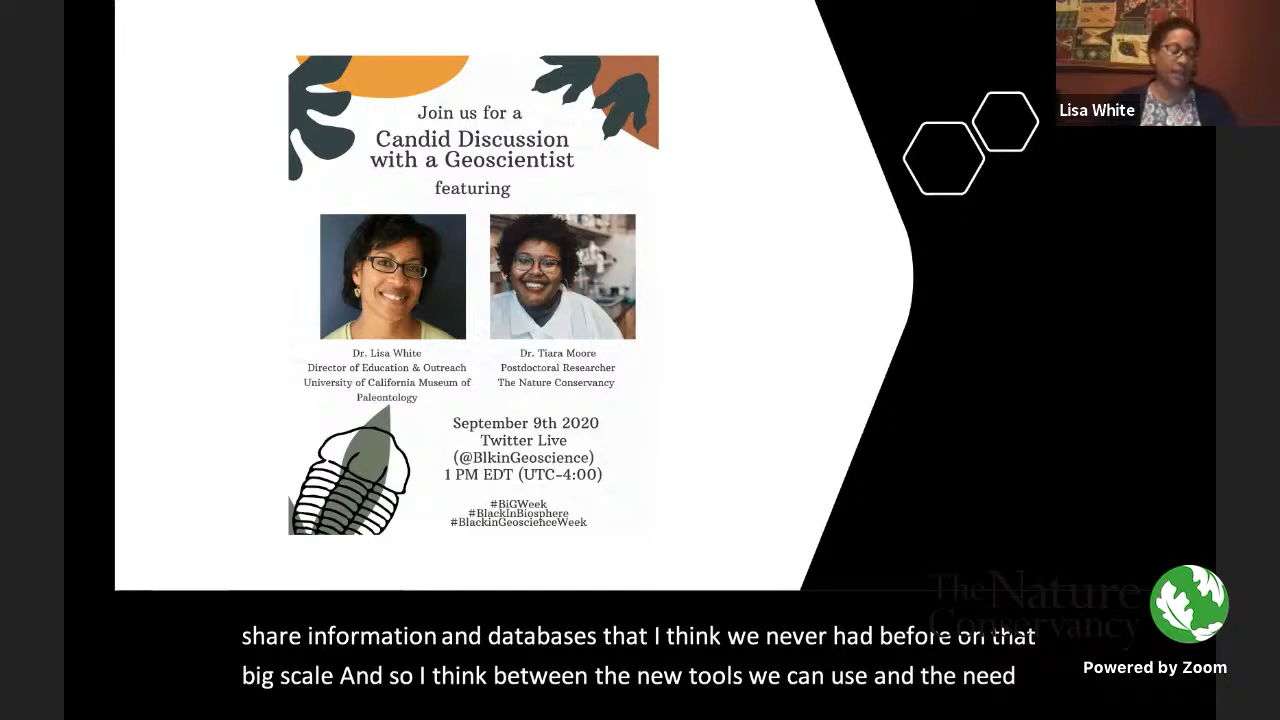 Lisa White
Join us for a
Candid Discussion
with a Geoscientist
featuring
Dr. Lisa White
Director of Education & Outreach
University of California Museum of
Paleontology
Dr. Tiara Moore
Postdoctoral Researcher
The Nature Conservancy
September 9th 2020
Twitter Live
(@BlkinGeoscience)
1 PM EDT (UTC-4:00)
#BiGWeek
#BlackInBiosphere
#BlackinGeoscienceWeek
The Nature
Conservancy
share information and databases that I think we never had before on that
big scale And so I think between the new tools we can use and the need
Powered by Zoom